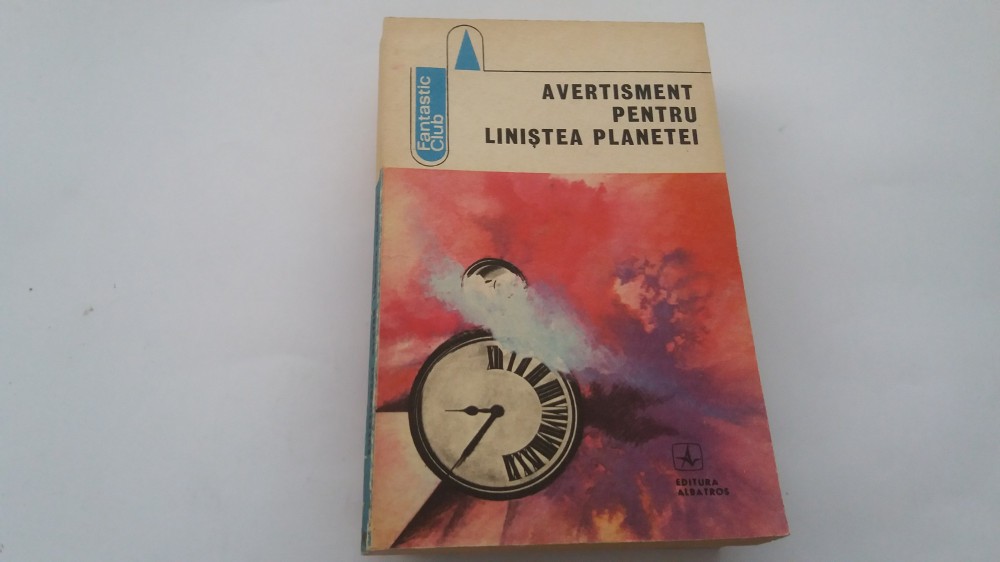 Fantastic
Club
AVERTISMENT
PENTRU
LINIȘTEA PLANETEI
EDITURA
ALBATROS